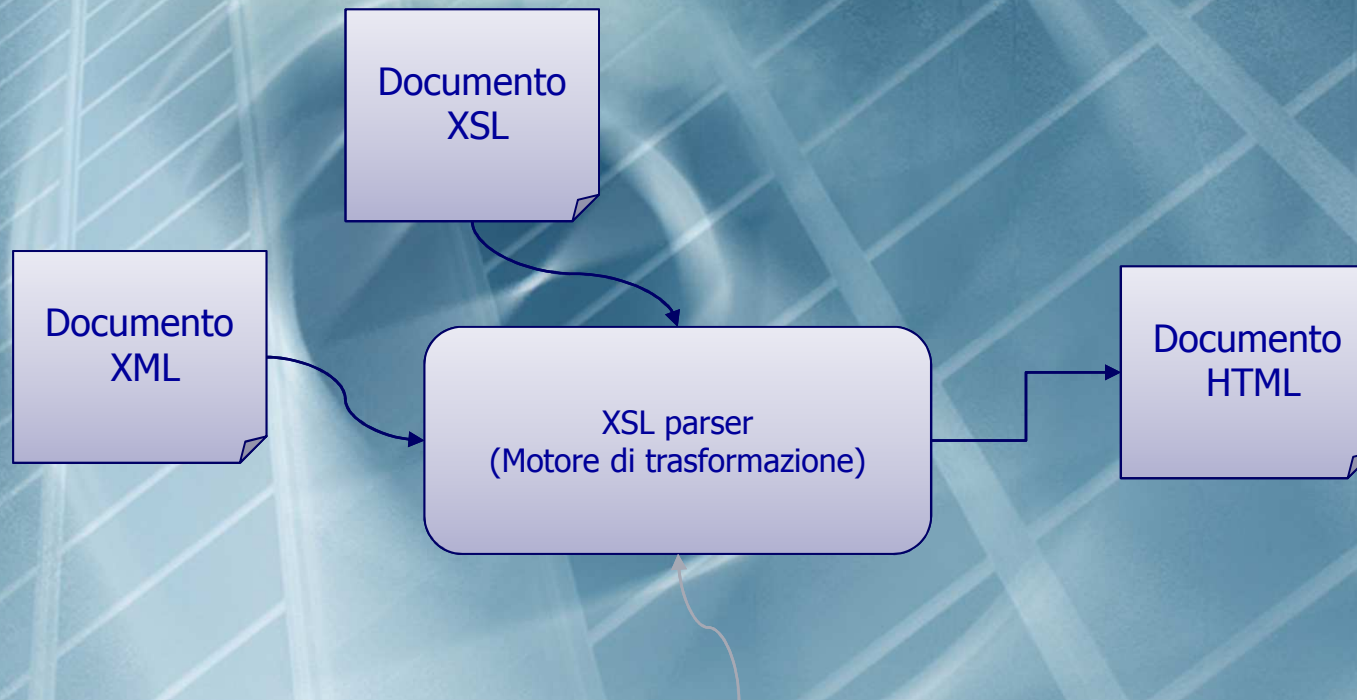 Documento
XSL
Documento
XML
XSL parser
(Motore di trasformazione)
Documento
HTML